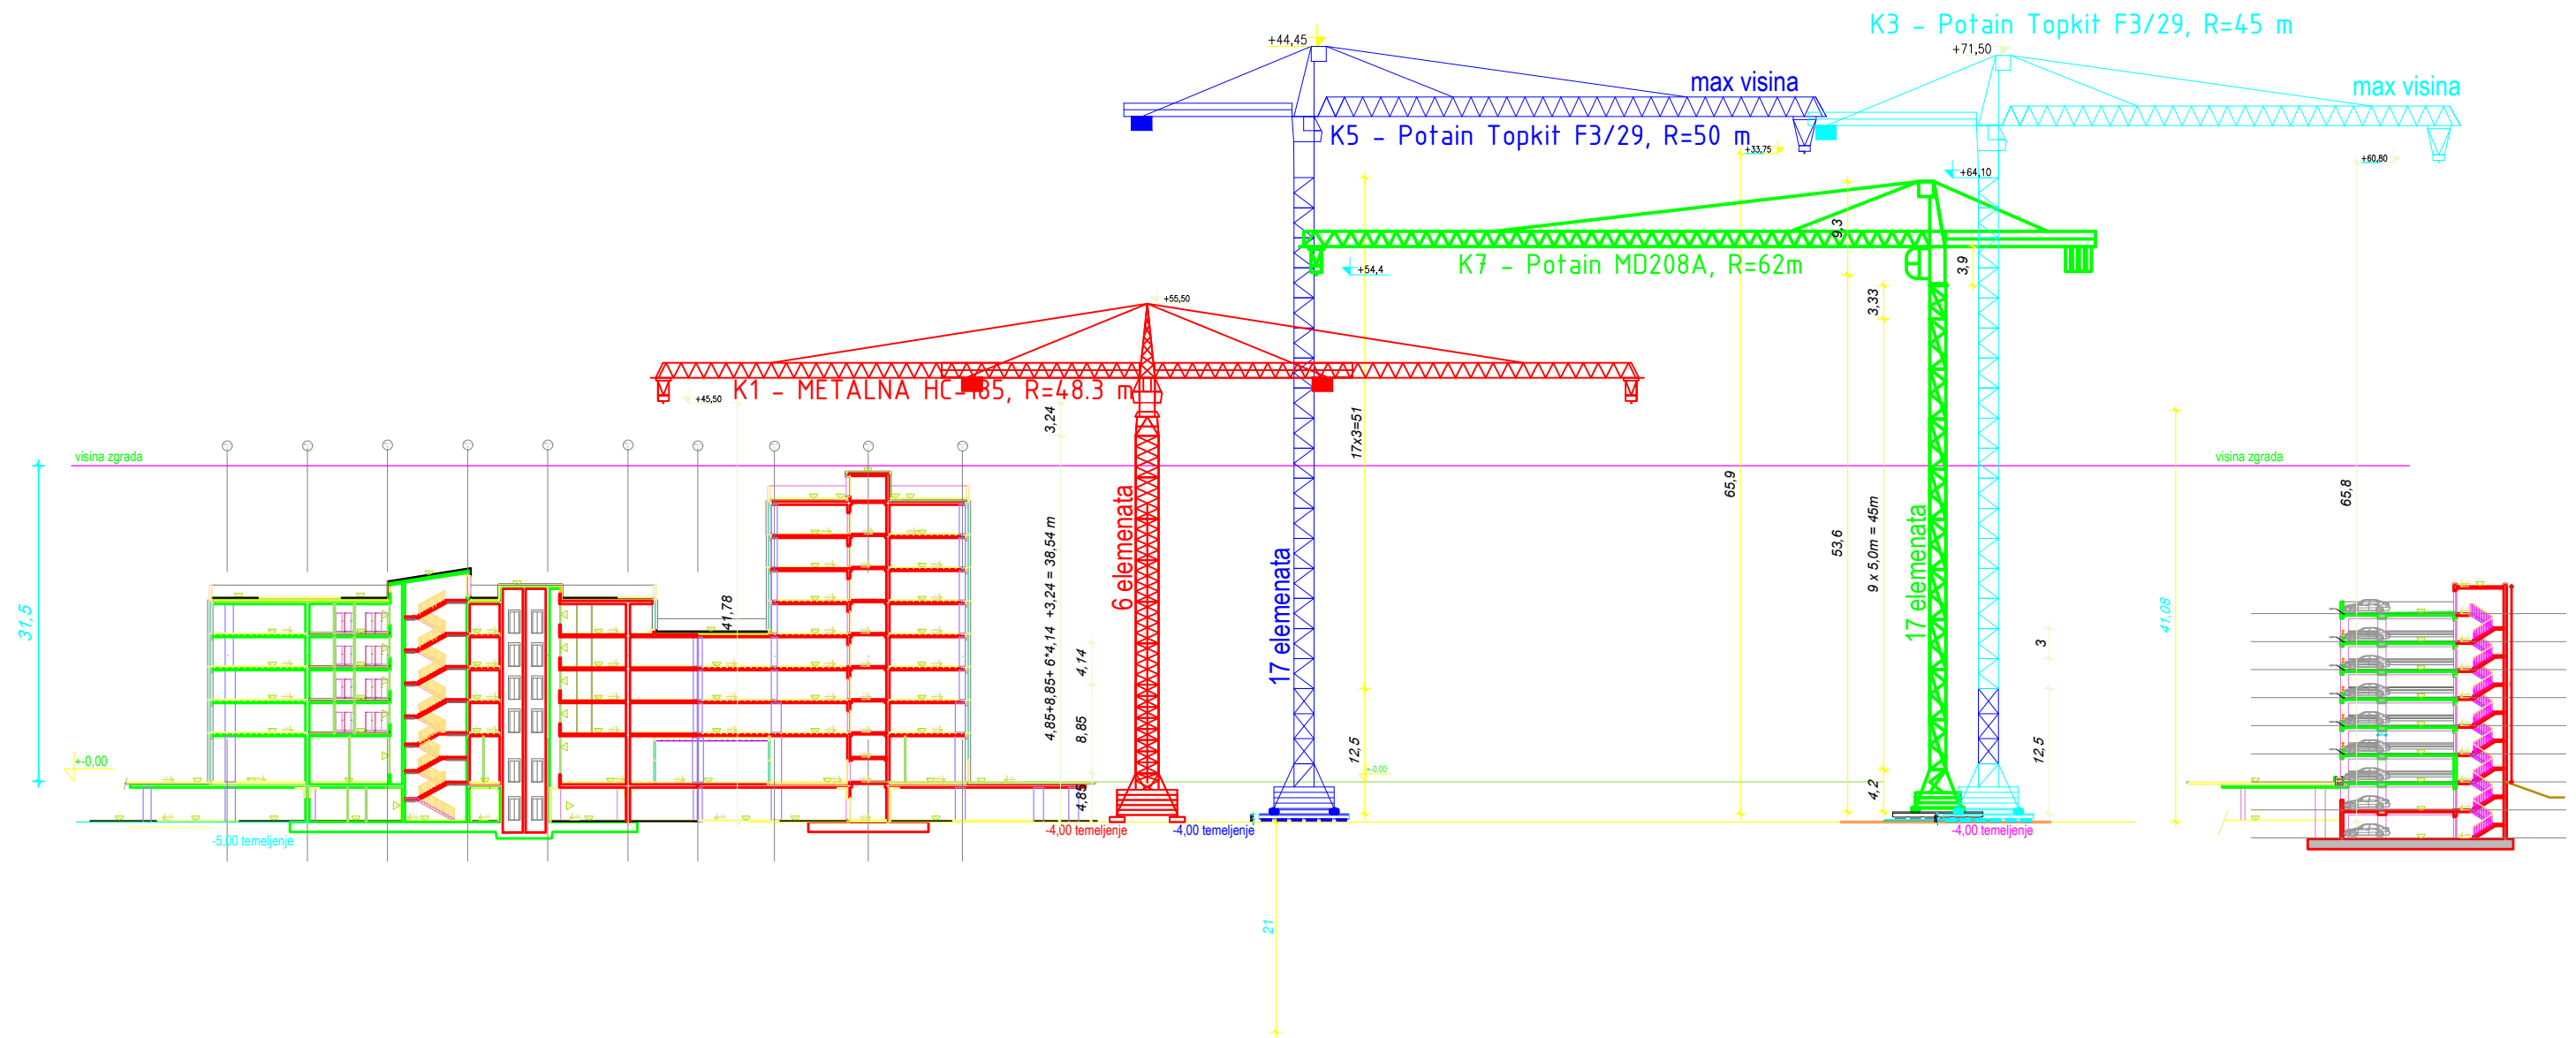 K3 - Potain Topkit F3/29, R=45 m
+44,45
+71,50
max visina
max visina
K5 - Potain Topkit F3/29, R=50 m
+33,75
+60,80
+64,10
9,3
K7 - Potain MD208A, R=62m
+54,4
3,9
3,33
+55,50
K1 - METALNA HC-185, R=48.3 m
+45,50
3,24
17x3=51
visina zgrada
visina zgrada
65,9
65,8
6 elemenata
17 elemenata
17 elemenata
53,6
9 x 5,0m = 45m
4,85+8,85+ 6*4,14 +3,24 = 38,54 m
41,78
41,08
31,5
4,14
3
8,85
12,5
12,5
+-0,00
+-0,00
4,85
4,2
-4,00 temeljenje
-4,00 temeljenje
-4,00 temeljenje
-5,00 temeljenje
21